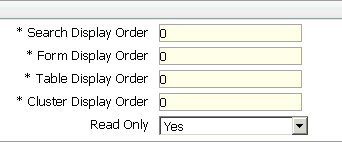 * Search Display Order 0
* Form Display Order 0
* Table Display Order 0
* Cluster Display Order 0
Read Only Yes